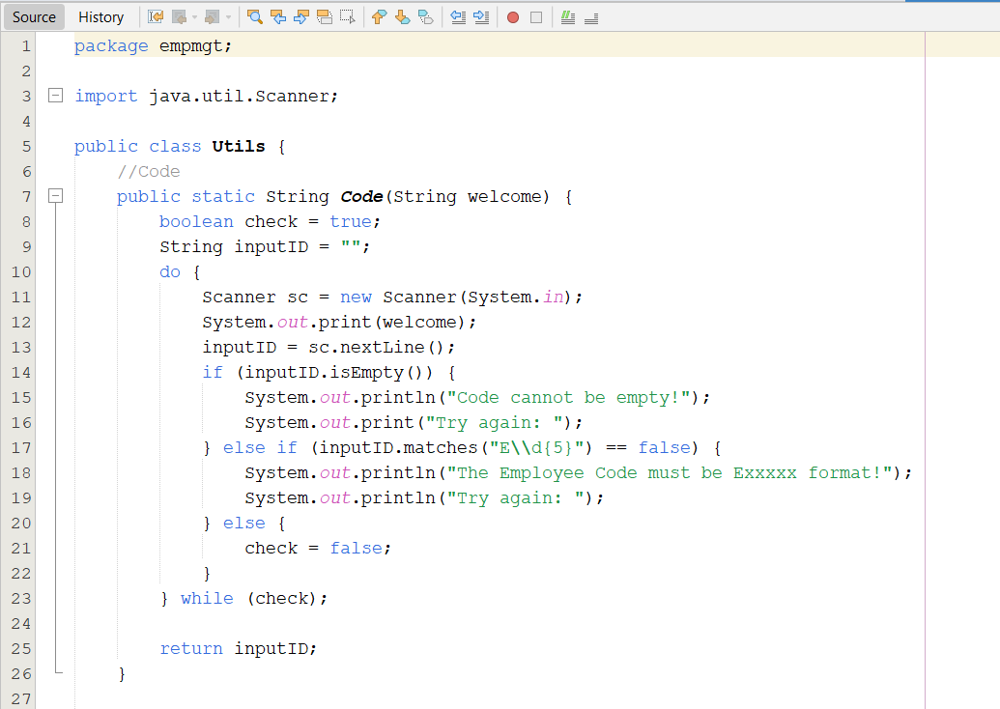 Source History
1 package empmgt;
2
3 import java.util.Scanner;
4
5 public class Utils {
6     //Code
7     public static String Code(String welcome) {
8         boolean check = true;
9         String inputID = "";
10         do {
11             Scanner sc = new Scanner(System.in);
12             System.out.print(welcome);
13             inputID = sc.nextLine();
14             if (inputID.isEmpty()) {
15                 System.out.println("Code cannot be empty!");
16                 System.out.print("Try again: ");
17             } else if (inputID.matches("E\\d{5}") == false) {
18                 System.out.println("The Employee Code must be Exxxxx format!");
19                 System.out.println("Try again: ");
20             } else {
21                 check = false;
22             }
23         } while (check);
24
25         return inputID;
26     }
27